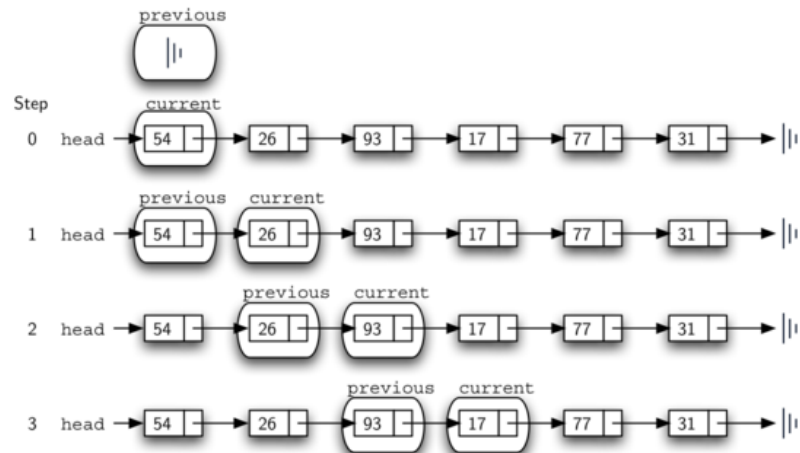 previous
Step current
0 head 54 26 93 17 77 31
previous current
1 head 54 26 93 17 77 31
previous current
2 head 54 26 93 17 77 31
previous current
3 head 54 26 93 17 77 31